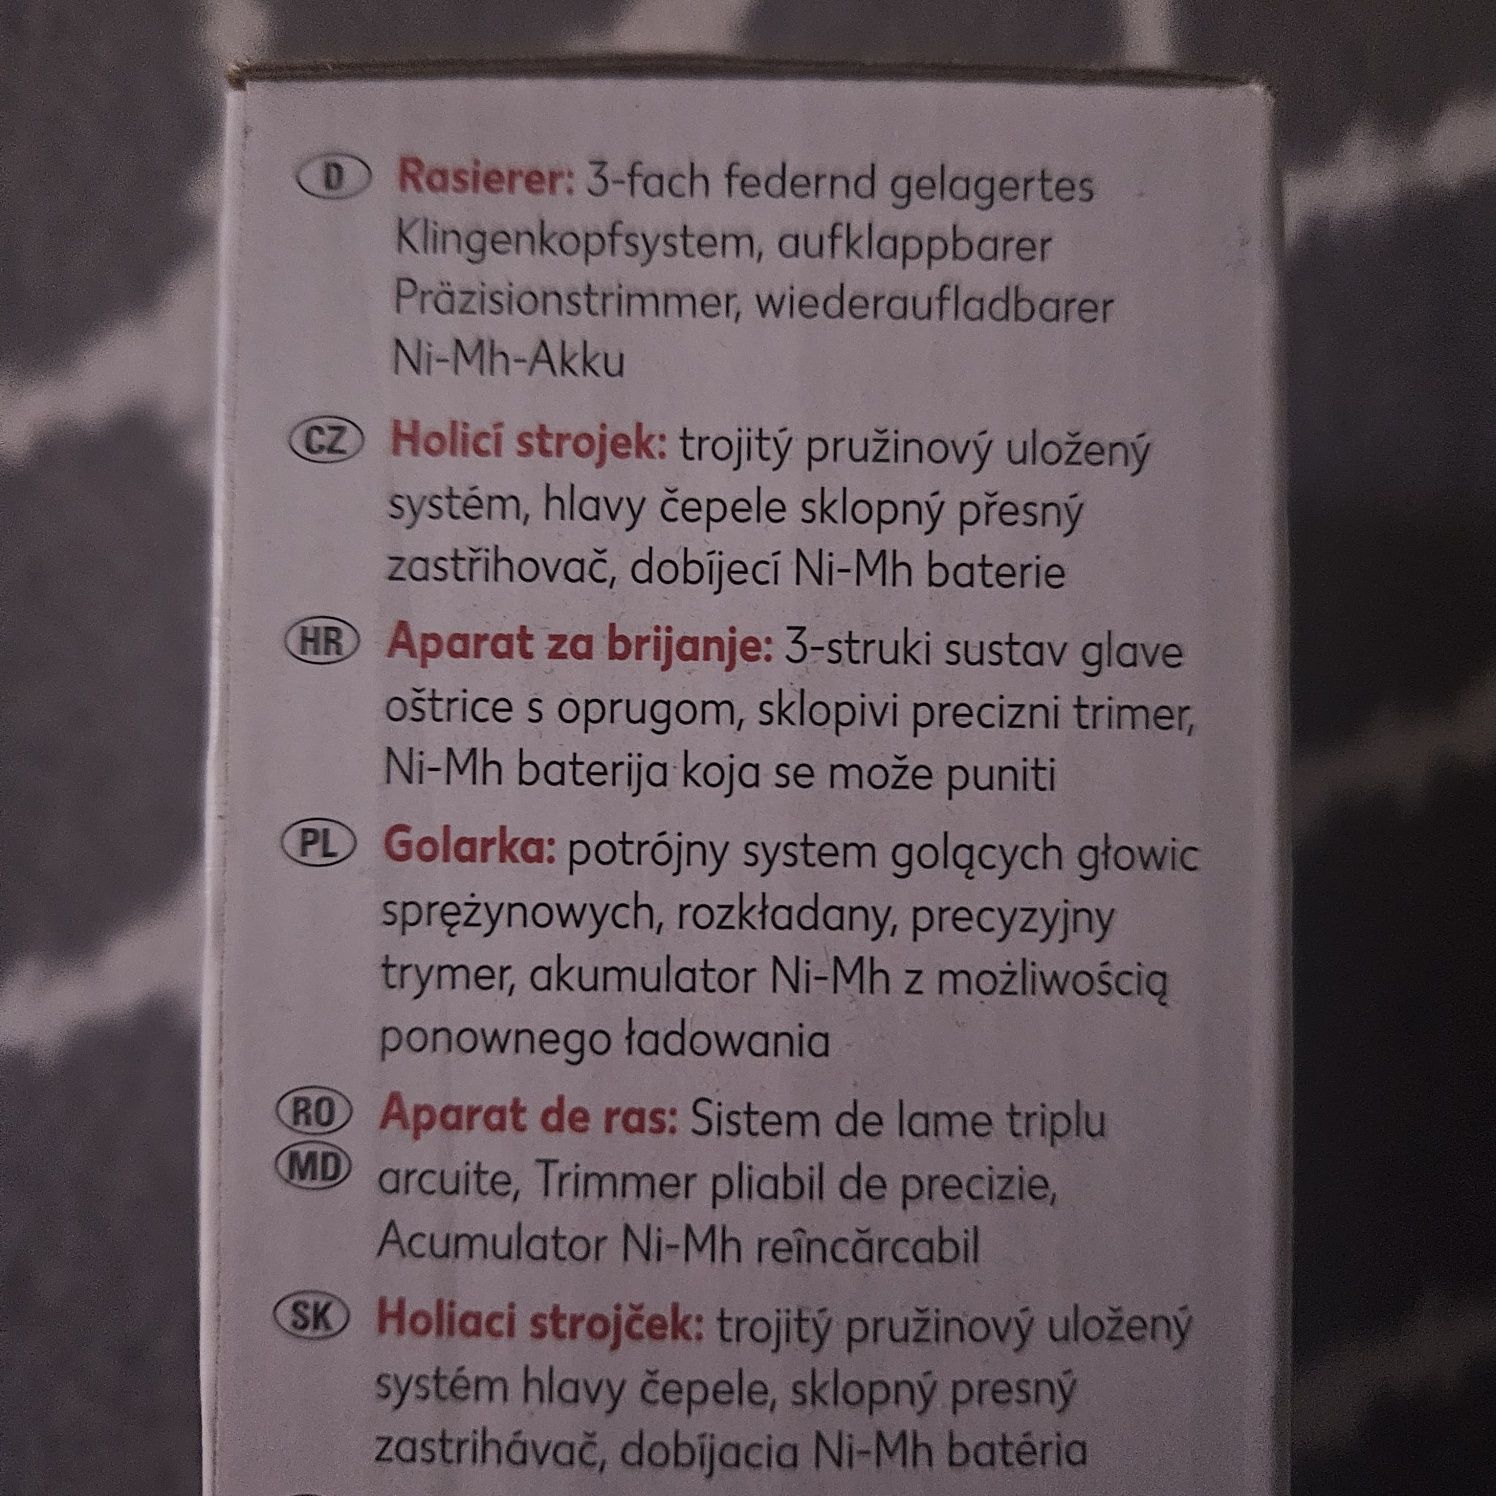 D Rasierer: 3-fach federnd gelagertes
Klingenkopfsystem, aufklappbarer
Präzisionstrimmer, wiederaufladbarer
Ni-Mh-Akku
CZ Holicí strojek: trojitý pružinový uložený
systém, hlavy čepele sklopný přesný
zastřihovač, dobíjecí Ni-Mh baterie
HR Aparat za brijanje: 3-struki sustav glave
oštrice s oprugom, sklopivi precizni trimer,
Ni-Mh baterija koja se može puniti
PL Golarka: potrójny system golących głowic
sprężynowych, rozkładany, precyzyjny
trymer, akumulator Ni-Mh z możliwością
ponownego ładowania
RO Aparat de ras: Sistem de lame triplu
MD arcuite, Trimmer pliabil de precizie,
Acumulator Ni-Mh reîncărcabil
SK Holiaci strojček: trojitý pružinový uložený
systém hlavy čepele, sklopný presný
zastrihávač, dobíjacia Ni-Mh batéria